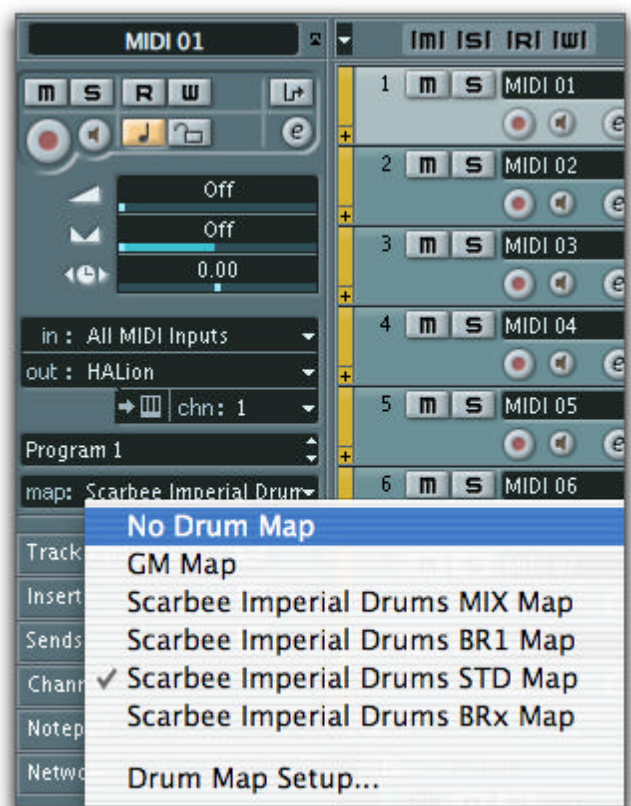 MIDI 01
M S R W
e
Off
Off
0.00
in : All MIDI Inputs
out : HALion
chn: 1
Program 1
map: Scarbee Imperial Drum
Track
Insert
Sends
Chann
Notep
Netwo
|m| |S| |R| |W|
1 M S MIDI 01
e
+
2 M S MIDI 02
e
+
3 M S MIDI 03
e
+
4 M S MIDI 04
e
+
5 M S MIDI 05
e
+
6 M S MIDI 06
No Drum Map
GM Map
Scarbee Imperial Drums MIX Map
Scarbee Imperial Drums BR1 Map
✓ Scarbee Imperial Drums STD Map
Scarbee Imperial Drums BRx Map
Drum Map Setup...